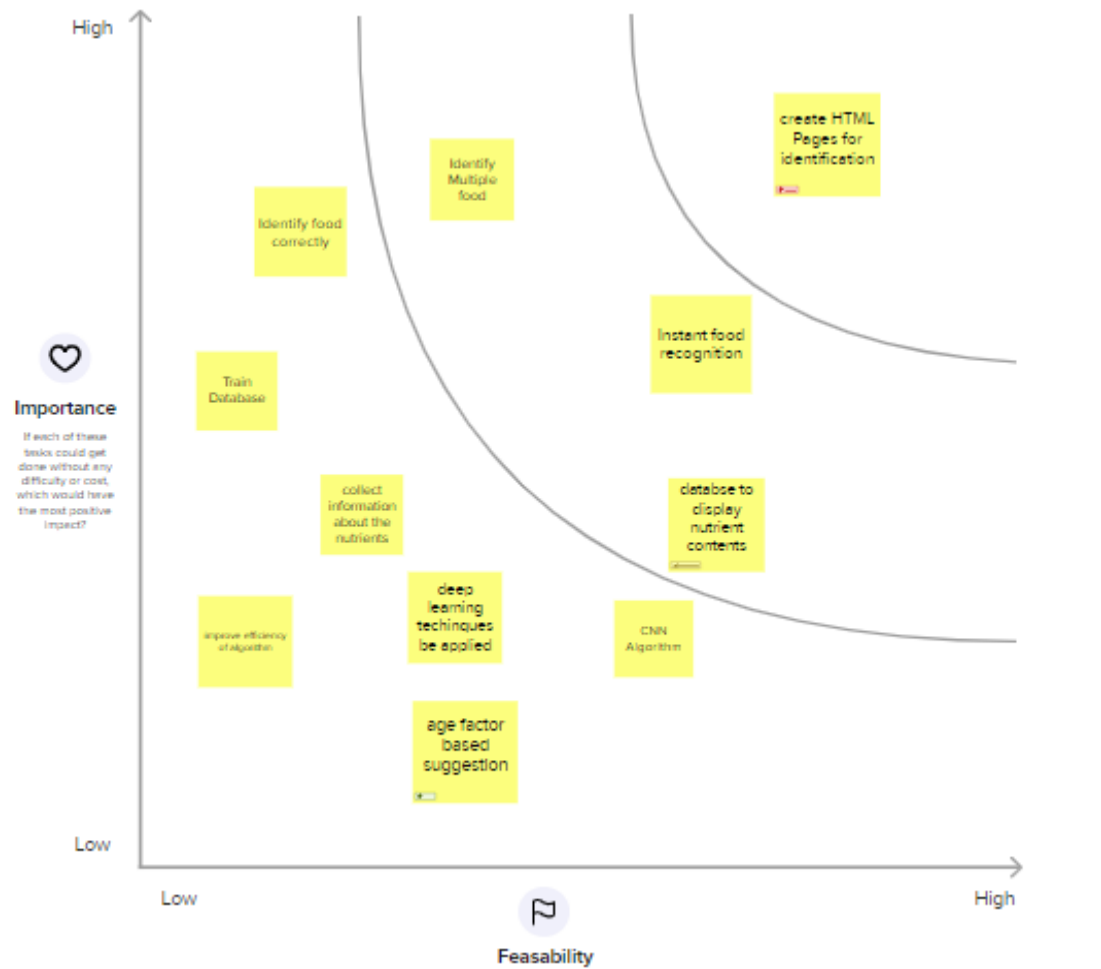 High
create HTML
Pages for
identification
Identify
Multiple
food
Identify food
correctly
Instant food
recognition
Train
Database
Importance
If each of these
tasks could get
done without any
difficulty or cost,
which would have
the most positive
impact?
collect
information
about the
nutrients
databse to
display
nutrient
contents
deep
learning
techinques
be applied
improve efficiency
of algorithm
CNN
Algorithm
age factor
based
suggestion
Low
Low
High
Feasability